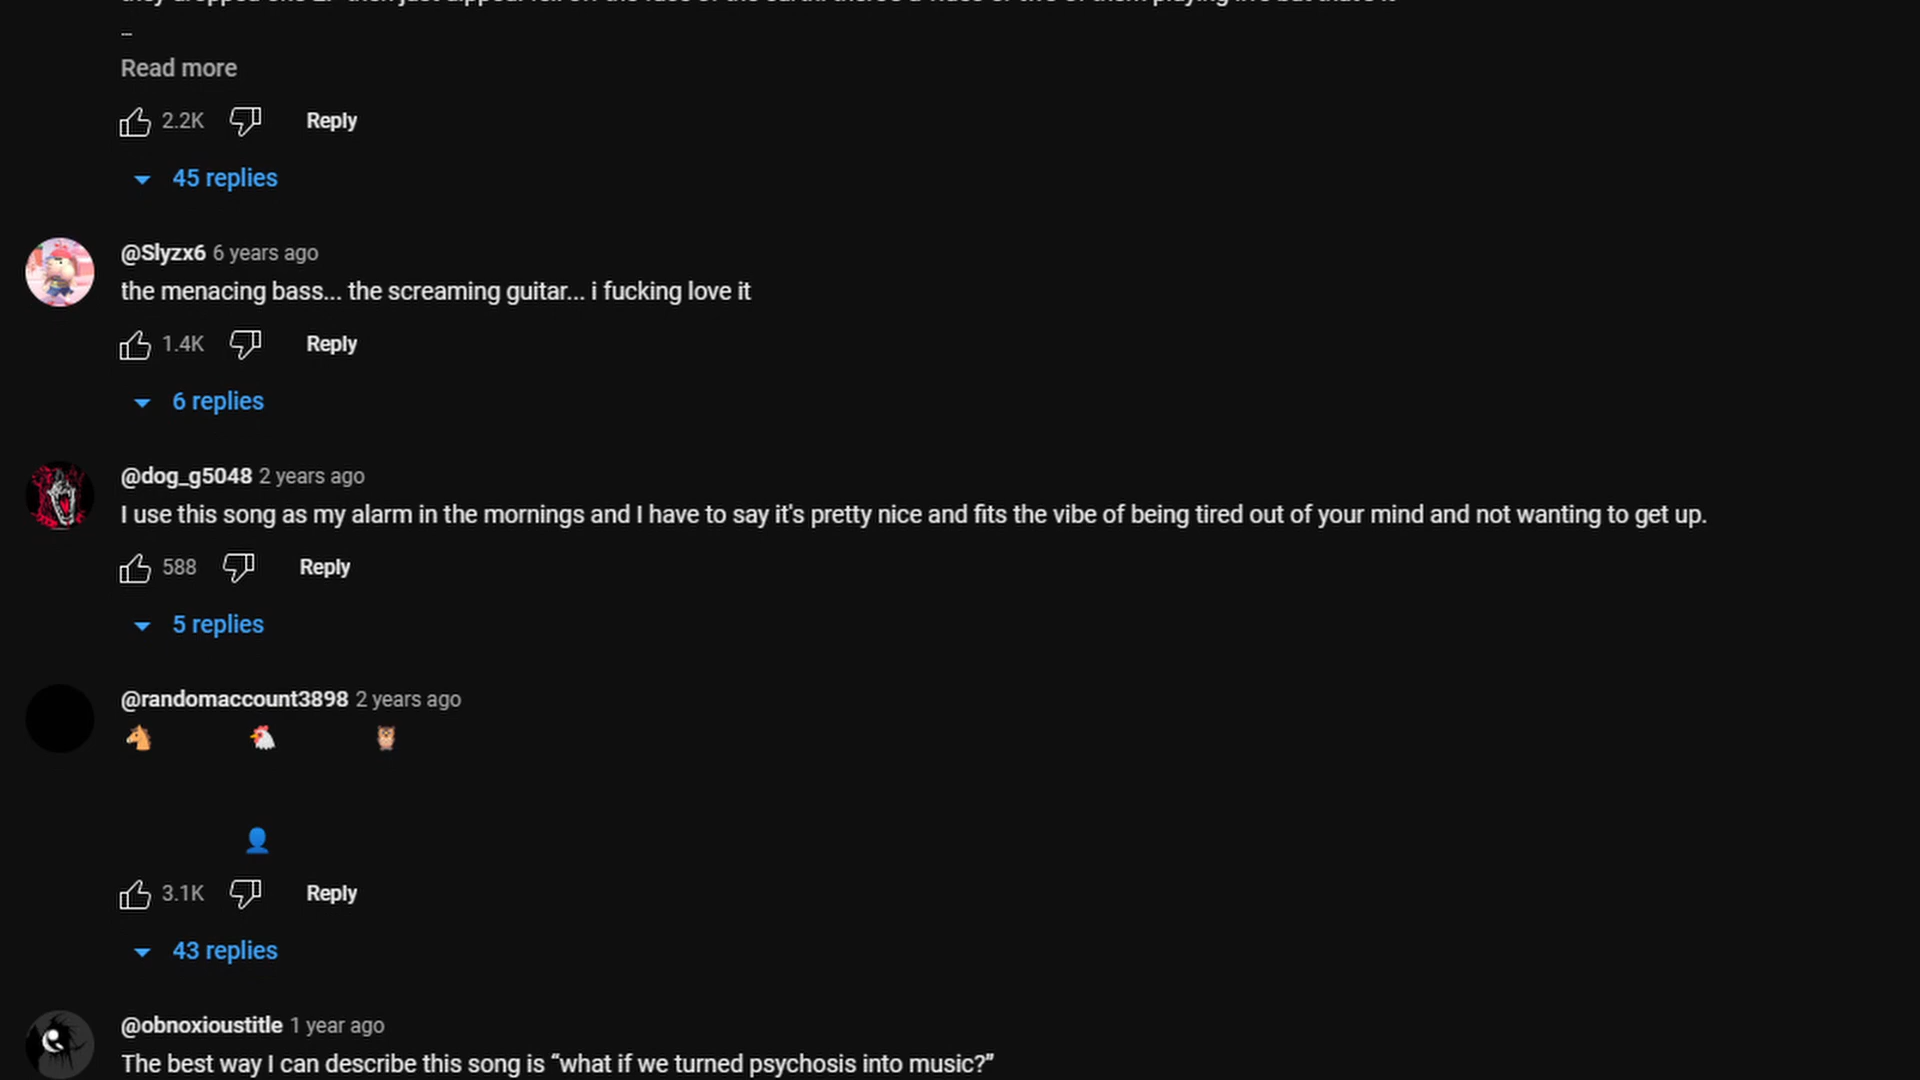 –
Read more
2.2K Reply
45 replies
@Slyzx6 6 years ago
the menacing bass... the screaming guitar... i fucking love it
1.4K Reply
6 replies
@dog_g5048 2 years ago
I use this song as my alarm in the mornings and I have to say it's pretty nice and fits the vibe of being tired out of your mind and not wanting to get up.
588 Reply
5 replies
@randomaccount3898 2 years ago
🐴 🐔 🦉
👤
3.1K Reply
43 replies
@obnoxioustitle 1 year ago
The best way I can describe this song is “what if we turned psychosis into music?”